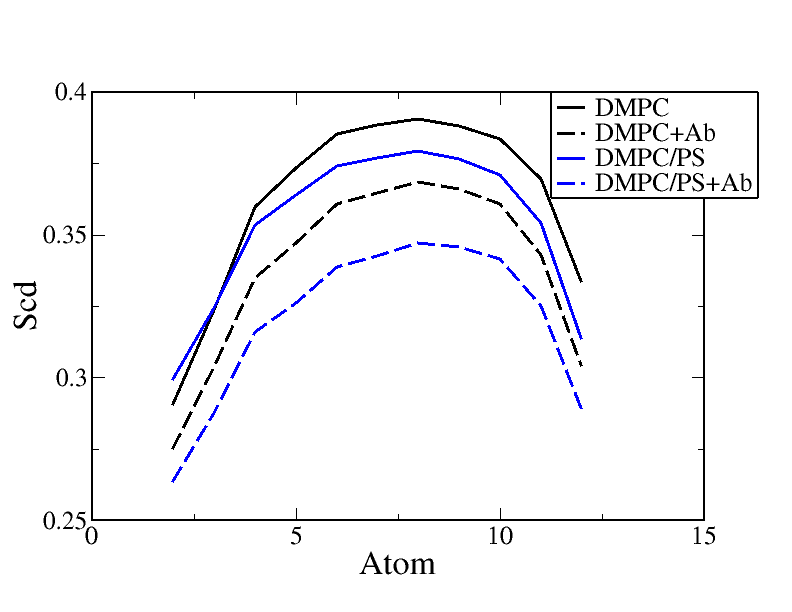 0.4
0.35
0.3
0.25
Scd
DMPC
DMPC+Ab
DMPC/PS
DMPC/PS+Ab
0
5
10
15
Atom